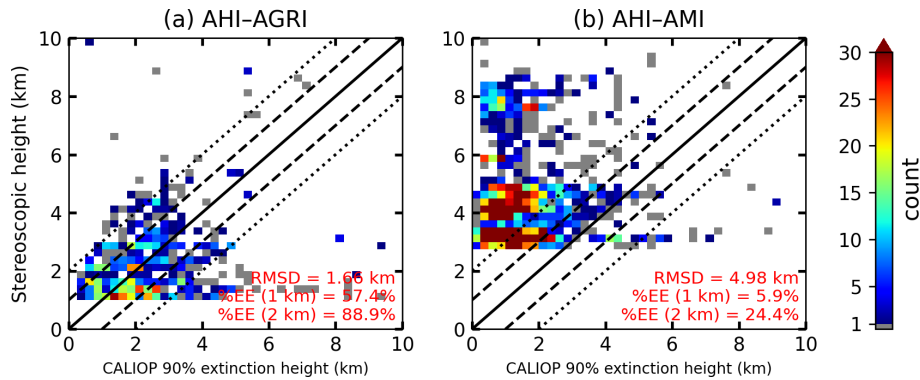 (a) AHI–AGRI
(b) AHI–AMI
Stereoscopic height (km)
10
8
6
4
2
0
RMSD = 1.66 km
%EE (1 km) = 57.4%
%EE (2 km) = 88.9%
0 2 4 6 8 10
CALIOP 90% extinction height (km)
10
8
6
4
2
0
RMSD = 4.98 km
%EE (1 km) = 5.9%
%EE (2 km) = 24.4%
0 2 4 6 8 10
CALIOP 90% extinction height (km)
30
25
20
15
10
5
1
count